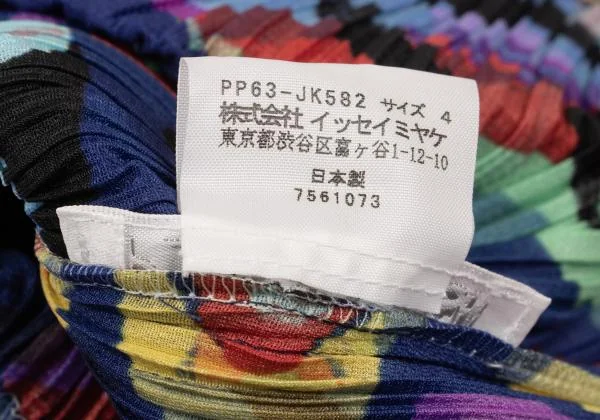 PP63-JK582 サイズ 4
株式会社 イッセイミヤケ
東京都渋谷区富ヶ谷1-12-10
日本製
7561073